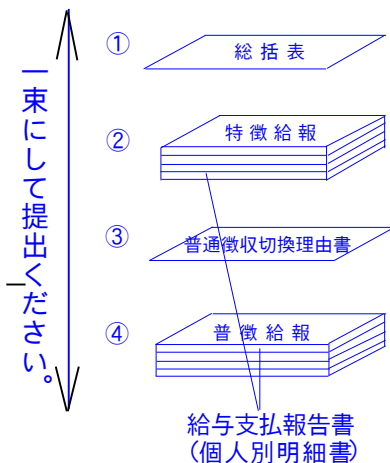 一束にして提出ください。
①
総括表
②
特徴給報
③
普通徴収切換理由書
④
普徴給報
給与支払報告書
(個人別明細書)